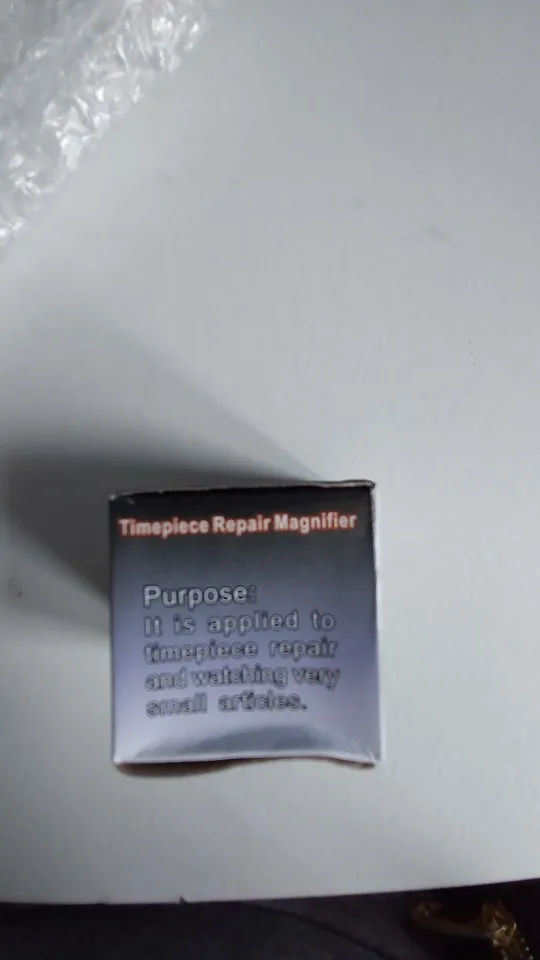 Timepiece Repair Magnifier
Purpose:
It is applied to
timepiece repair
and watching very
small articles.